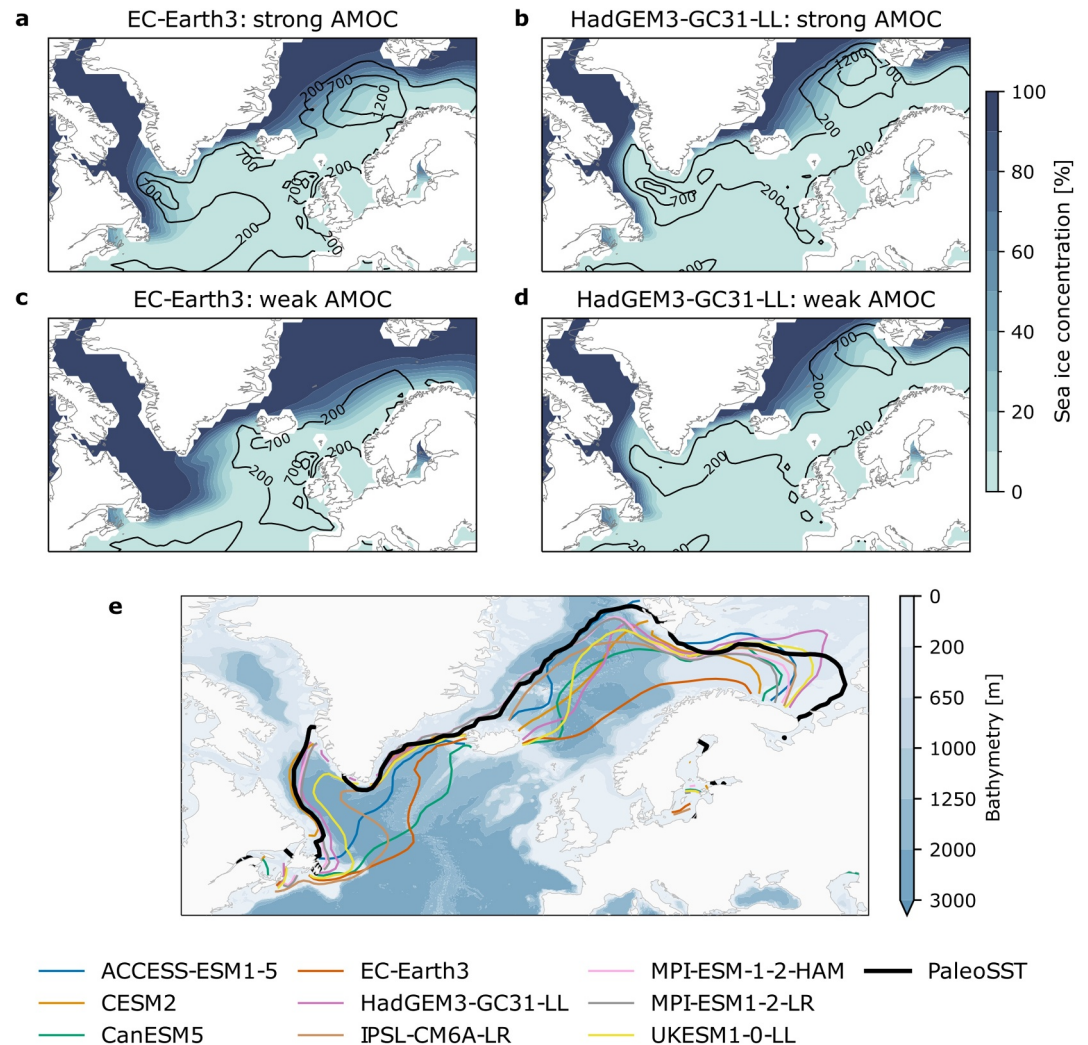 a EC-Earth3: strong AMOC
200 700 1200 700 700 200 200 200 200
b HadGEM3-GC31-LL: strong AMOC
1200 700 200 200 200 700
c EC-Earth3: weak AMOC
200 700 700 200 200
d HadGEM3-GC31-LL: weak AMOC
700 200 200 200
100
80
60
40
20
0
Sea ice concentration [%]
e
0
200
650
1000
1250
2000
3000
Bathymetry [m]
ACCESS-ESM1-5 EC-Earth3 MPI-ESM-1-2-HAM PaleoSST
CESM2 HadGEM3-GC31-LL MPI-ESM1-2-LR
CanESM5 IPSL-CM6A-LR UKESM1-0-LL